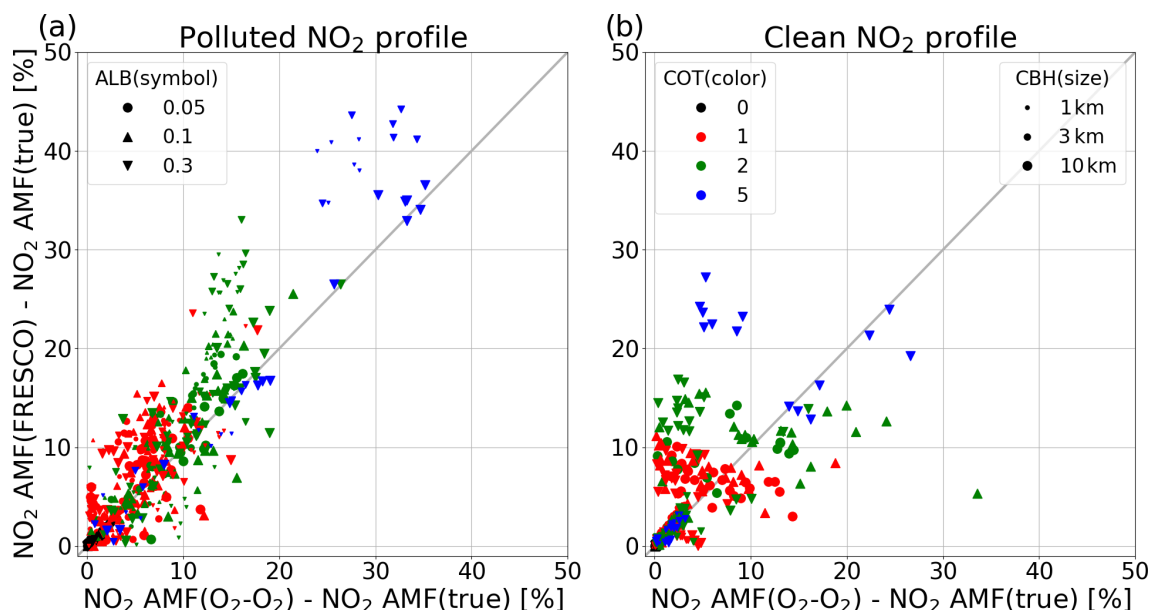 (a)
Polluted NO₂ profile
NO₂ AMF(FRESCO) - NO₂ AMF(true) [%]
50
40
30
20
10
0
ALB(symbol)
0.05
0.1
0.3
0 10 20 30 40 50
NO₂ AMF(O₂-O₂) - NO₂ AMF(true) [%]
(b)
Clean NO₂ profile
50
40
30
20
10
0
COT(color)
0
1
2
5
CBH(size)
1 km
3 km
10 km
0 10 20 30 40 50
NO₂ AMF(O₂-O₂) - NO₂ AMF(true) [%]